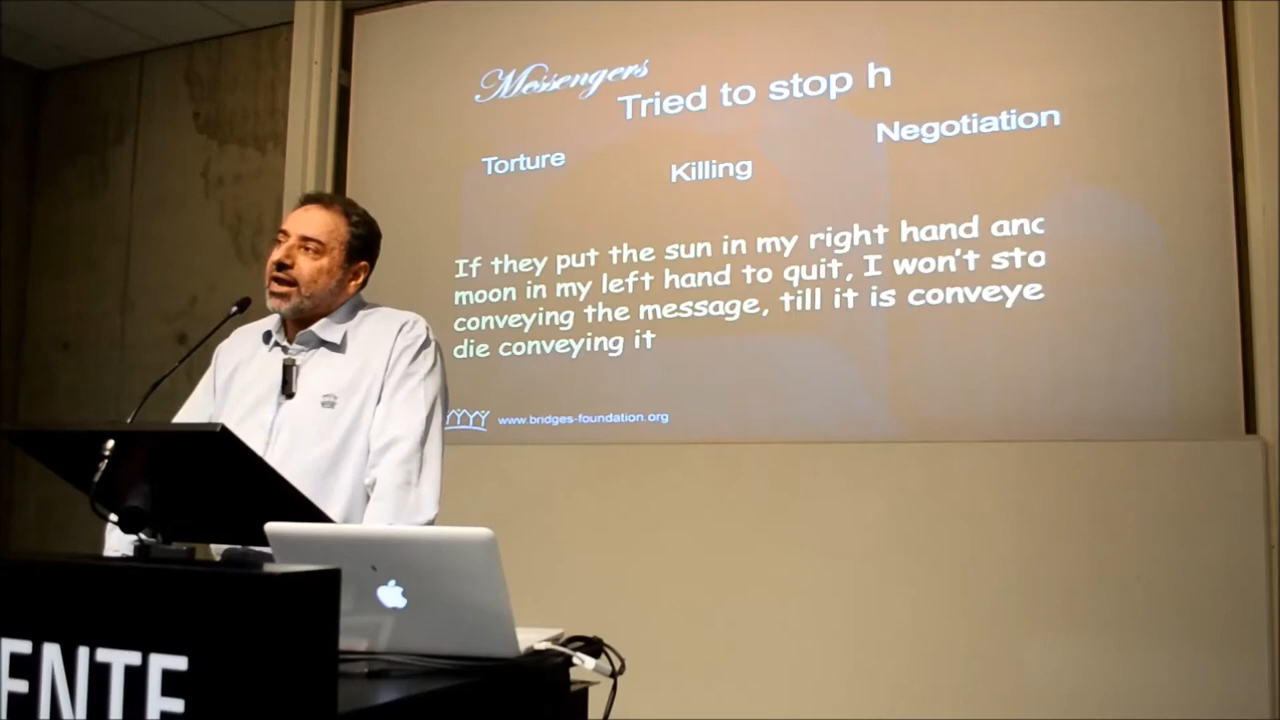 Messengers
Tried to stop h
Negotiation
Torture
Killing
If they put the sun in my right hand and
moon in my left hand to quit, I won't sto
conveying the message, till it is conveye
die conveying it
www.bridges-foundation.org
ENTE